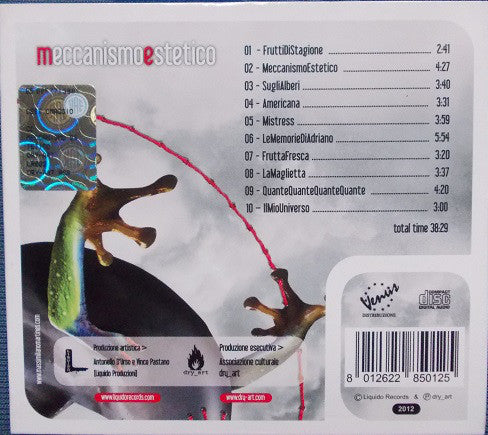 meccanismoestetico
01 - FruttiDiStagione 2:41
02 - MeccanismoEstetico 4:27
03 - SugliAlberi 3:40
04 - Americana 3:31
05 - Mistress 3:59
06 - LeMemorieDiAdriano 5:54
07 - FruttaFresca 3:20
08 - LaMaglietta 3:37
09 - QuanteQuanteQuanteQuante 4:20
10 - IlMioUniverso 3:00
total time 38:29
Venus
DISTRIBUZIONE
COMPACT
disc
DIGITAL AUDIO
Produzione artistica >
Antonello D'Urso e Vince Pastano
(Liquido Produzioni)
dry_art
Produzione esecutiva >
Associazione culturale
dry_art
www.liquidorecords.com
www.dry-art.com
8 012622 850125
© Liquido Records & ℗ dry_art
2012